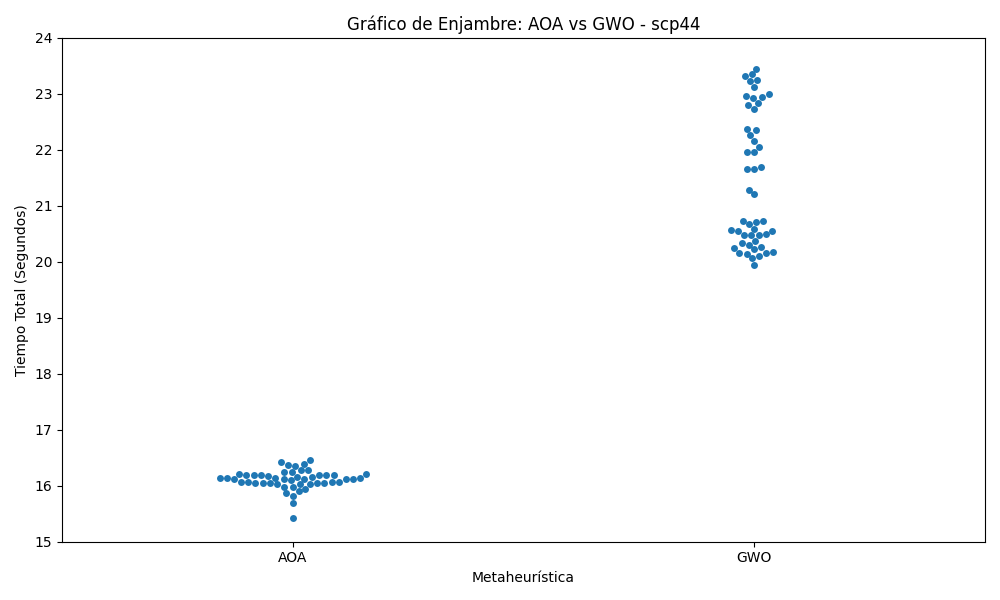 Gráfico de Enjambre: AOA vs GWO - scp44
Tiempo Total (Segundos)
24
23
22
21
20
19
18
17
16
15
AOA
GWO
Metaheurística